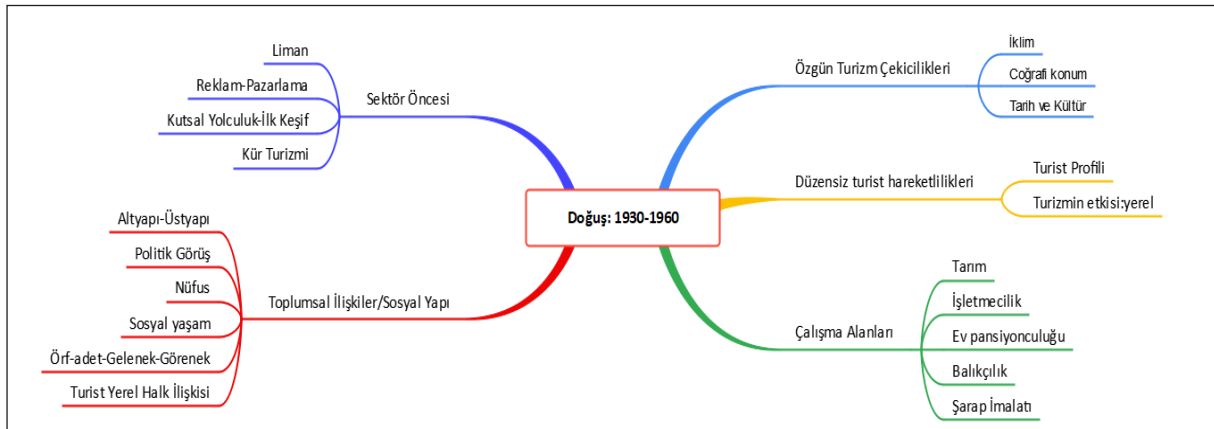 Doğuş: 1930-1960
Sektör Öncesi
Liman
Reklam-Pazarlama
Kutsal Yolculuk-İlk Keşif
Kür Turizmi
Toplumsal İlişkiler/Sosyal Yapı
Altyapı-Üstyapı
Politik Görüş
Nüfus
Sosyal yaşam
Örf-adet-Gelenek-Görenek
Turist Yerel Halk İlişkisi
Özgün Turizm Çekicilikleri
İklim
Coğrafi konum
Tarih ve Kültür
Düzensiz turist hareketlilikleri
Turist Profili
Turizmin etkisi:yerel
Çalışma Alanları
Tarım
İşletmecilik
Ev pansiyonculuğu
Balıkçılık
Şarap İmalatı